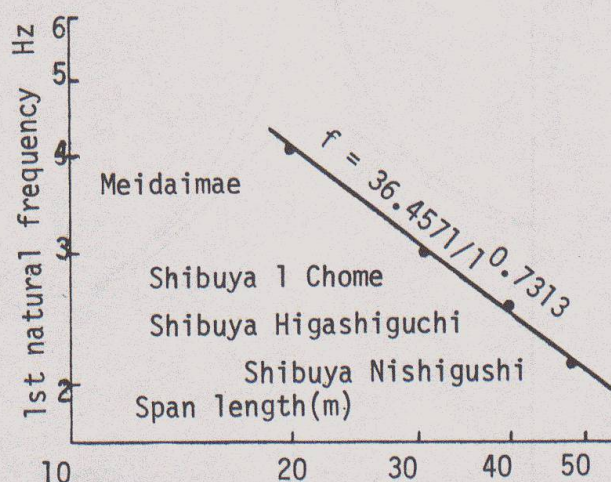 1st natural frequency Hz
6
5
4
3
2
f = 36.4571/l^0.7313
Meidaimae
Shibuya 1 Chome
Shibuya Higashiguchi
Shibuya Nishigushi
Span length(m)
10 20 30 40 50